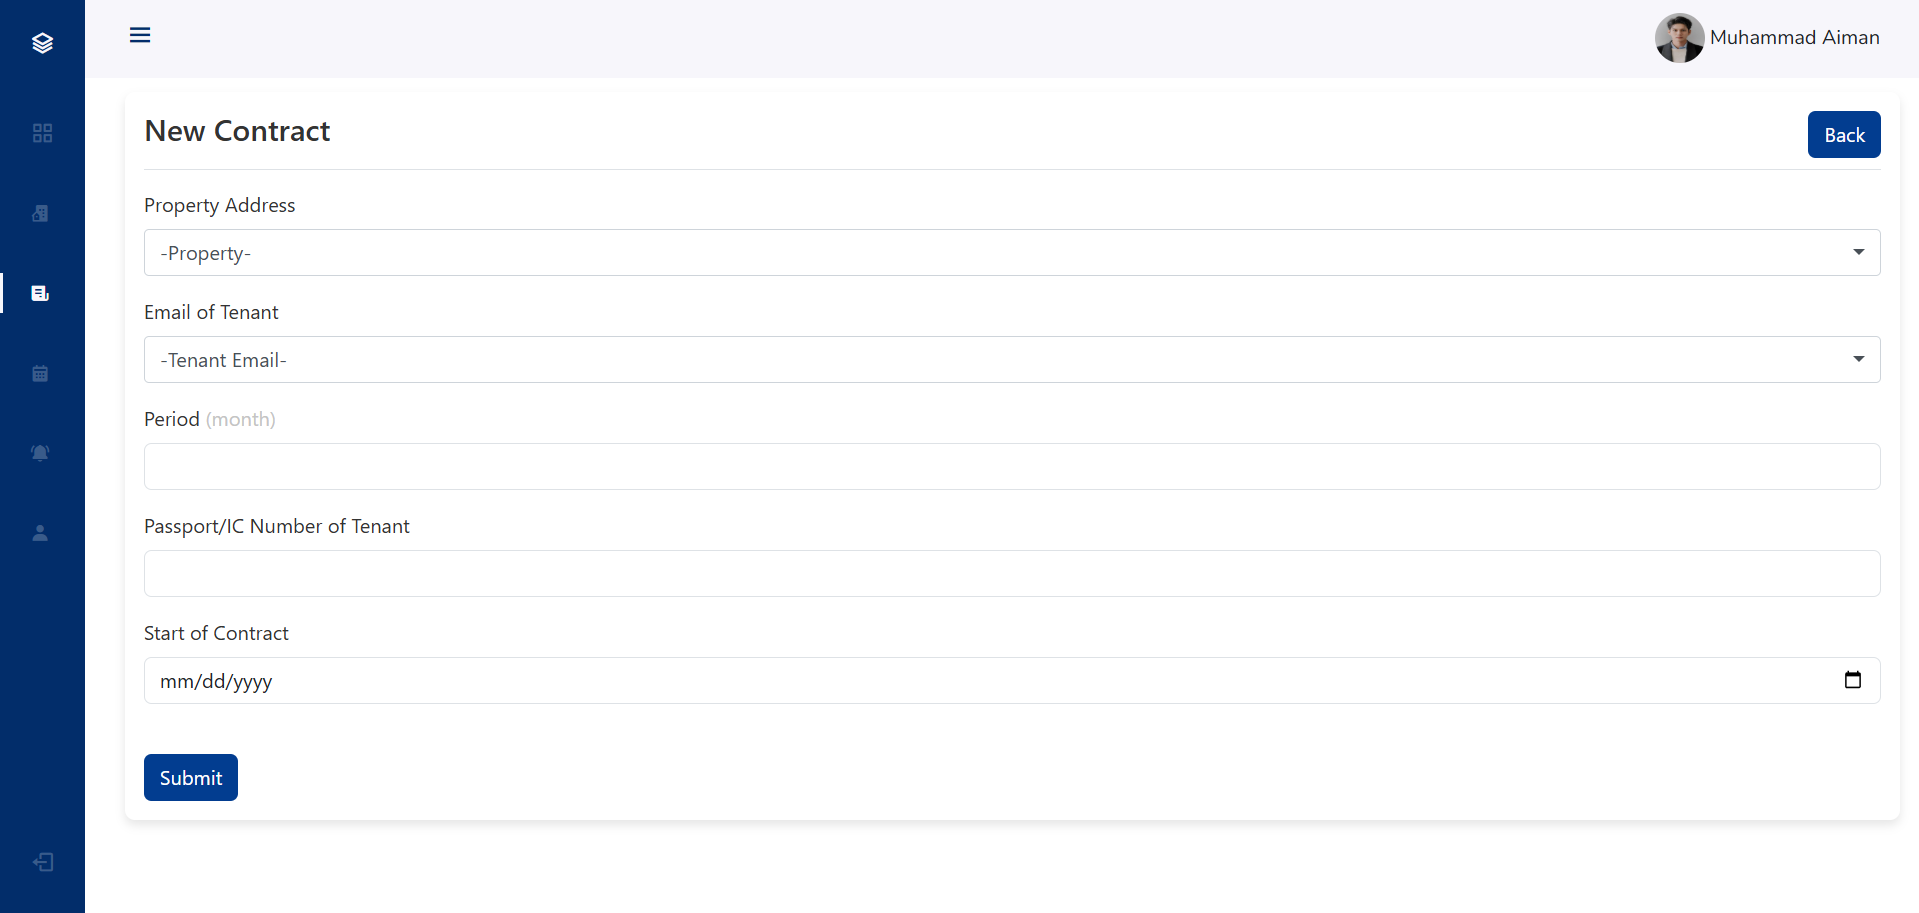 Muhammad Aiman
New Contract
Back
Property Address
-Property-
Email of Tenant
-Tenant Email-
Period (month)
Passport/IC Number of Tenant
Start of Contract
mm/dd/yyyy
Submit